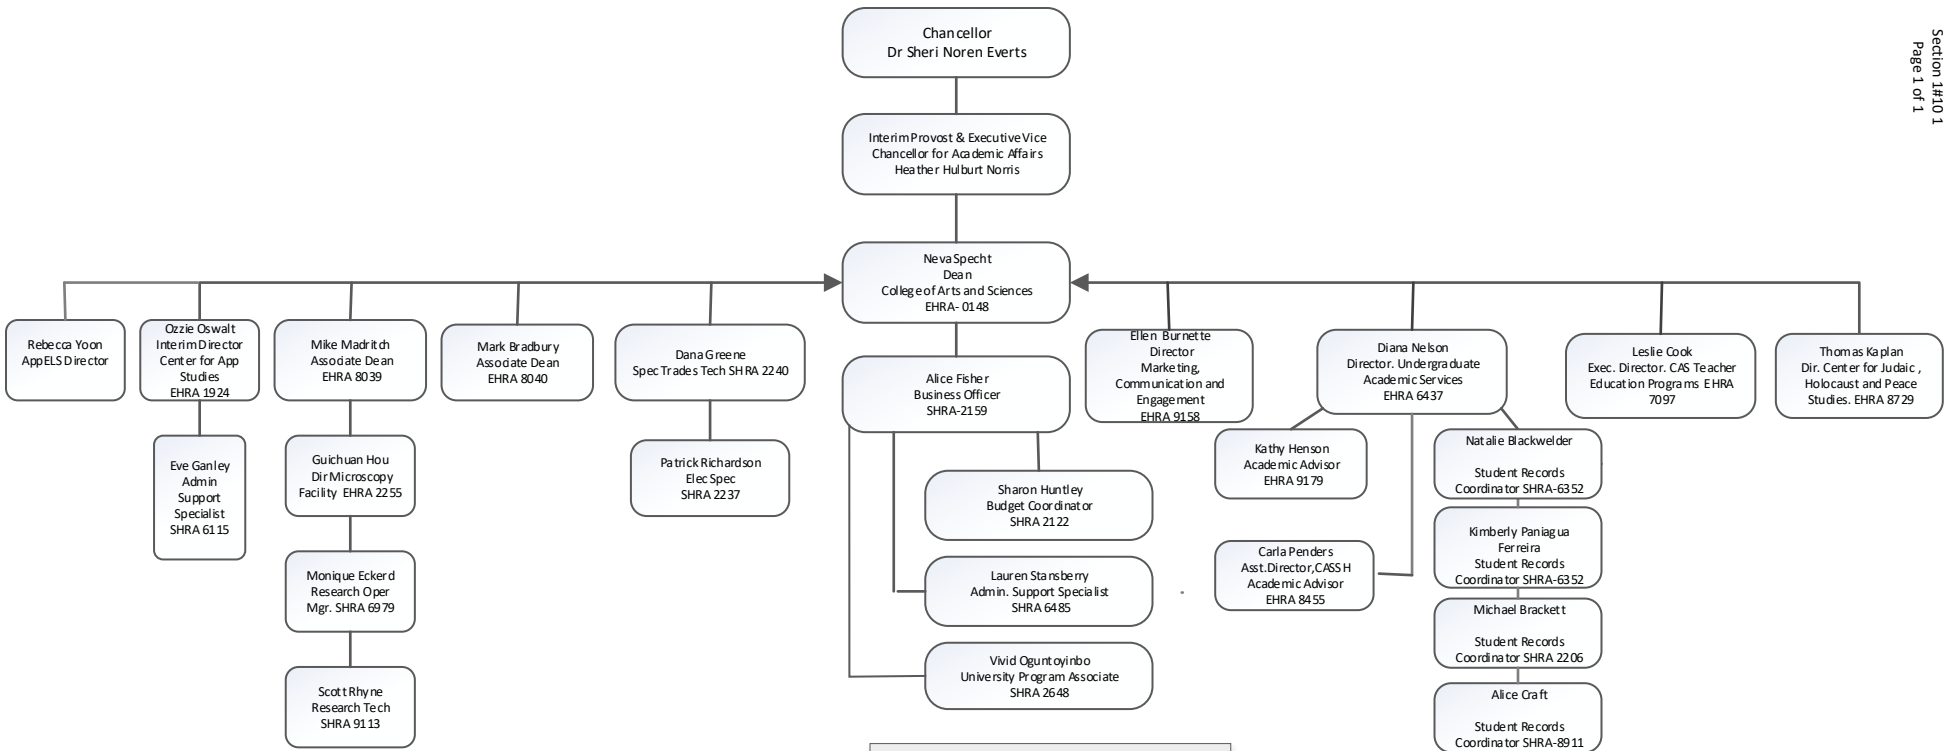 Section 1#10 1
Page 1 of 1
Chancellor
Dr Sheri Noren Everts
Interim Provost & Executive Vice
Chancellor for Academic Affairs
Heather Hulburt Norris
Neva Specht
Dean
College of Arts and Sciences
EHRA- 0148
Rebecca Yoon
AppELS Director
Ozzie Oswalt
Interim Director
Center for App
Studies
EHRA 1924
Mike Madritch
Associate Dean
EHRA 8039
Mark Bradbury
Associate Dean
EHRA 8040
Dana Greene
Spec Trades Tech SHRA 2240
Alice Fisher
Business Officer
SHRA-2159
Ellen Burnette
Director
Marketing,
Communication and
Engagement
EHRA 9158
Diana Nelson
Director. Undergraduate
Academic Services
EHRA 6437
Leslie Cook
Exec. Director. CAS Teacher
Education Programs EHRA
7097
Thomas Kaplan
Dir. Center for Judaic ,
Holocaust and Peace
Studies. EHRA 8729
Eve Ganley
Admin
Support
Specialist
SHRA 6115
Guichuan Hou
Dir Microscopy
Facility EHRA 2255
Patrick Richardson
Elec Spec
SHRA 2237
Sharon Huntley
Budget Coordinator
SHRA 2122
Kathy Henson
Academic Advisor
EHRA 9179
Natalie Blackwelder
Student Records
Coordinator SHRA-6352
Monique Eckerd
Research Oper
Mgr. SHRA 6979
Lauren Stansberry
Admin. Support Specialist
SHRA 6485
Carla Penders
Asst.Director,CASSH
Academic Advisor
EHRA 8455
Kimberly Paniagua
Ferreira
Student Records
Coordinator SHRA-6352
Michael Brackett
Student Records
Coordinator SHRA 2206
Scott Rhyne
Research Tech
SHRA 9113
Vivid Oguntoyinbo
University Program Associate
SHRA 2648
Alice Craft
Student Records
Coordinator SHRA-8911